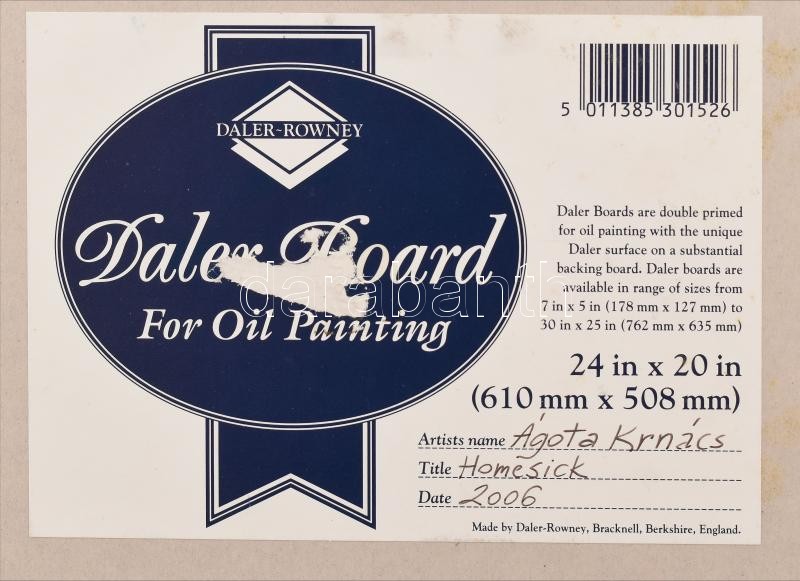 DALER-ROWNEY
Daler Board
For Oil Painting
5 011385 301526
Daler Boards are double primed
for oil painting with the unique
Daler surface on a substantial
backing board. Daler boards are
available in range of sizes from
7 in x 5 in (178 mm x 127 mm) to
30 in x 25 in (762 mm x 635 mm)
24 in x 20 in
(610 mm x 508 mm)
Artists name Ágota Krnács
Title Homesick
Date 2006
Made by Daler-Rowney, Bracknell, Berkshire, England.
darabanth